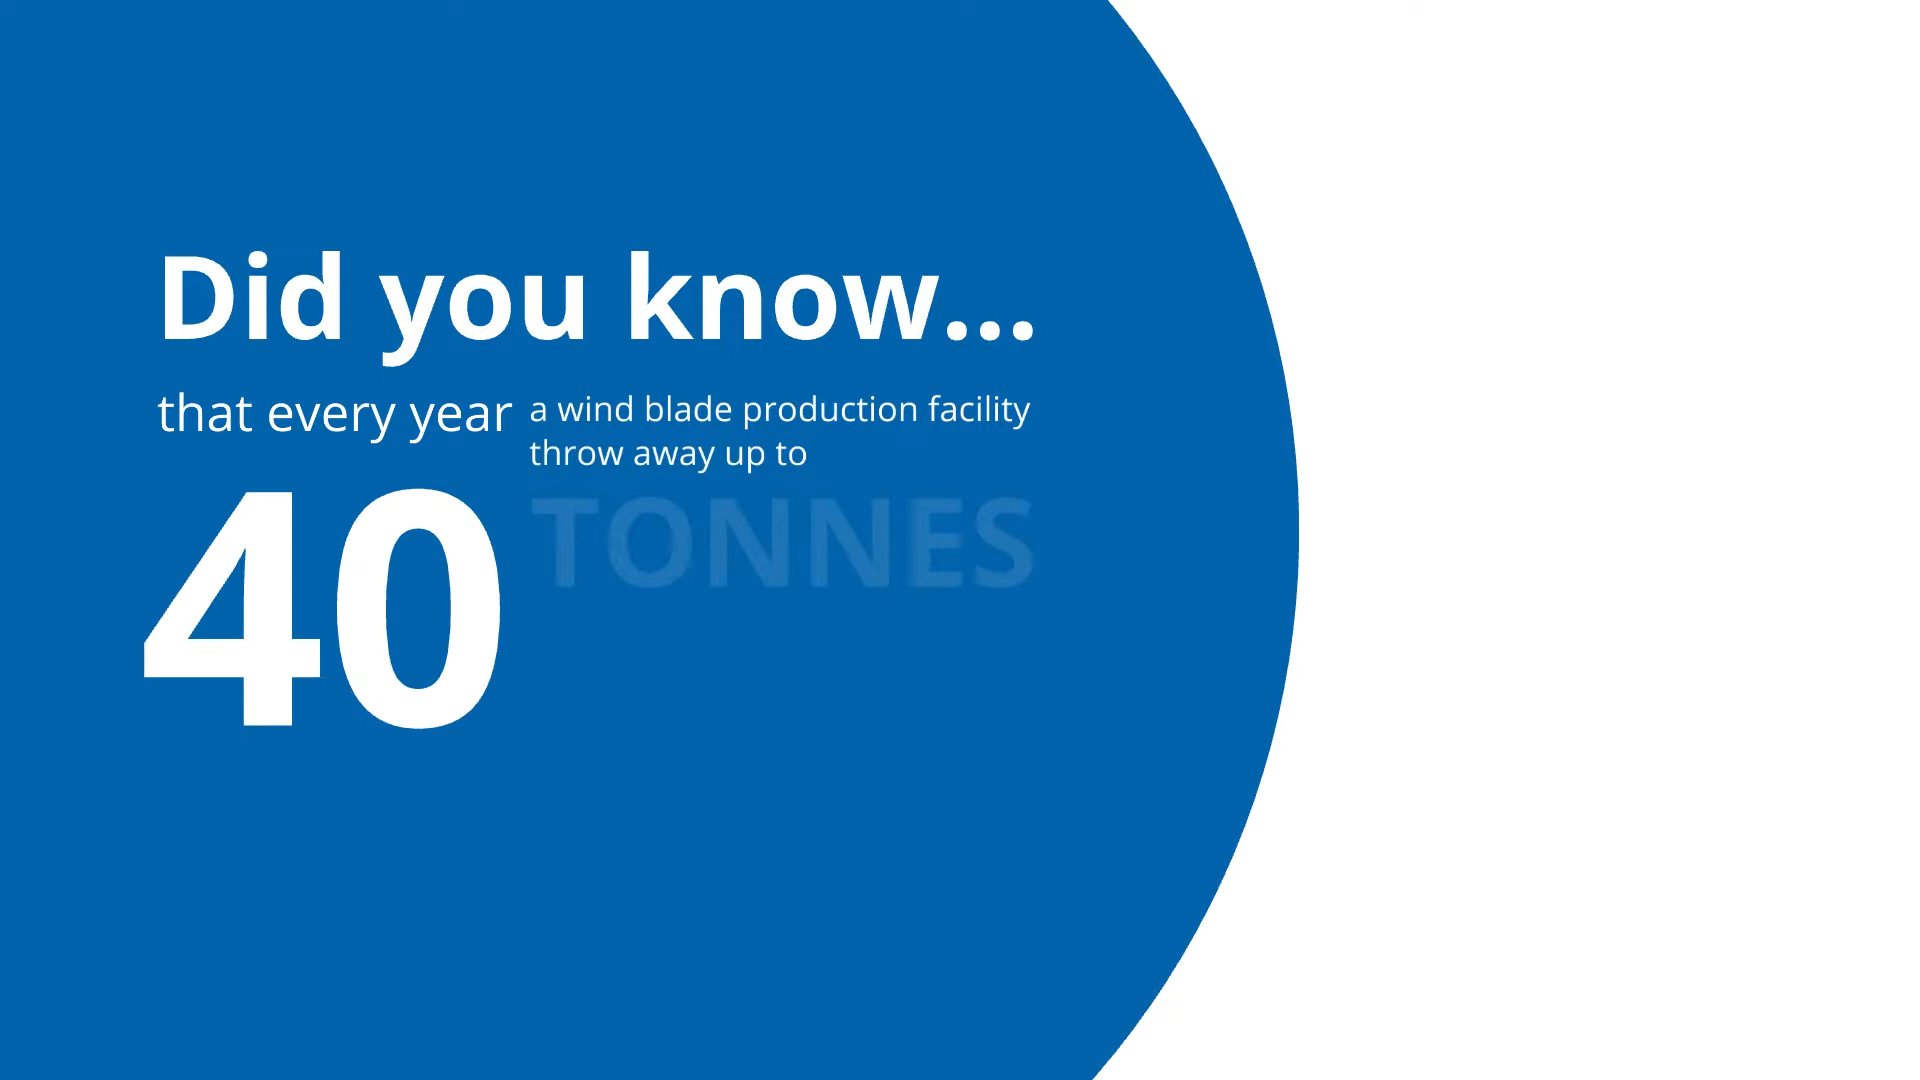 Did you know...
that every year
a wind blade production facility
throw away up to
40
TONNES